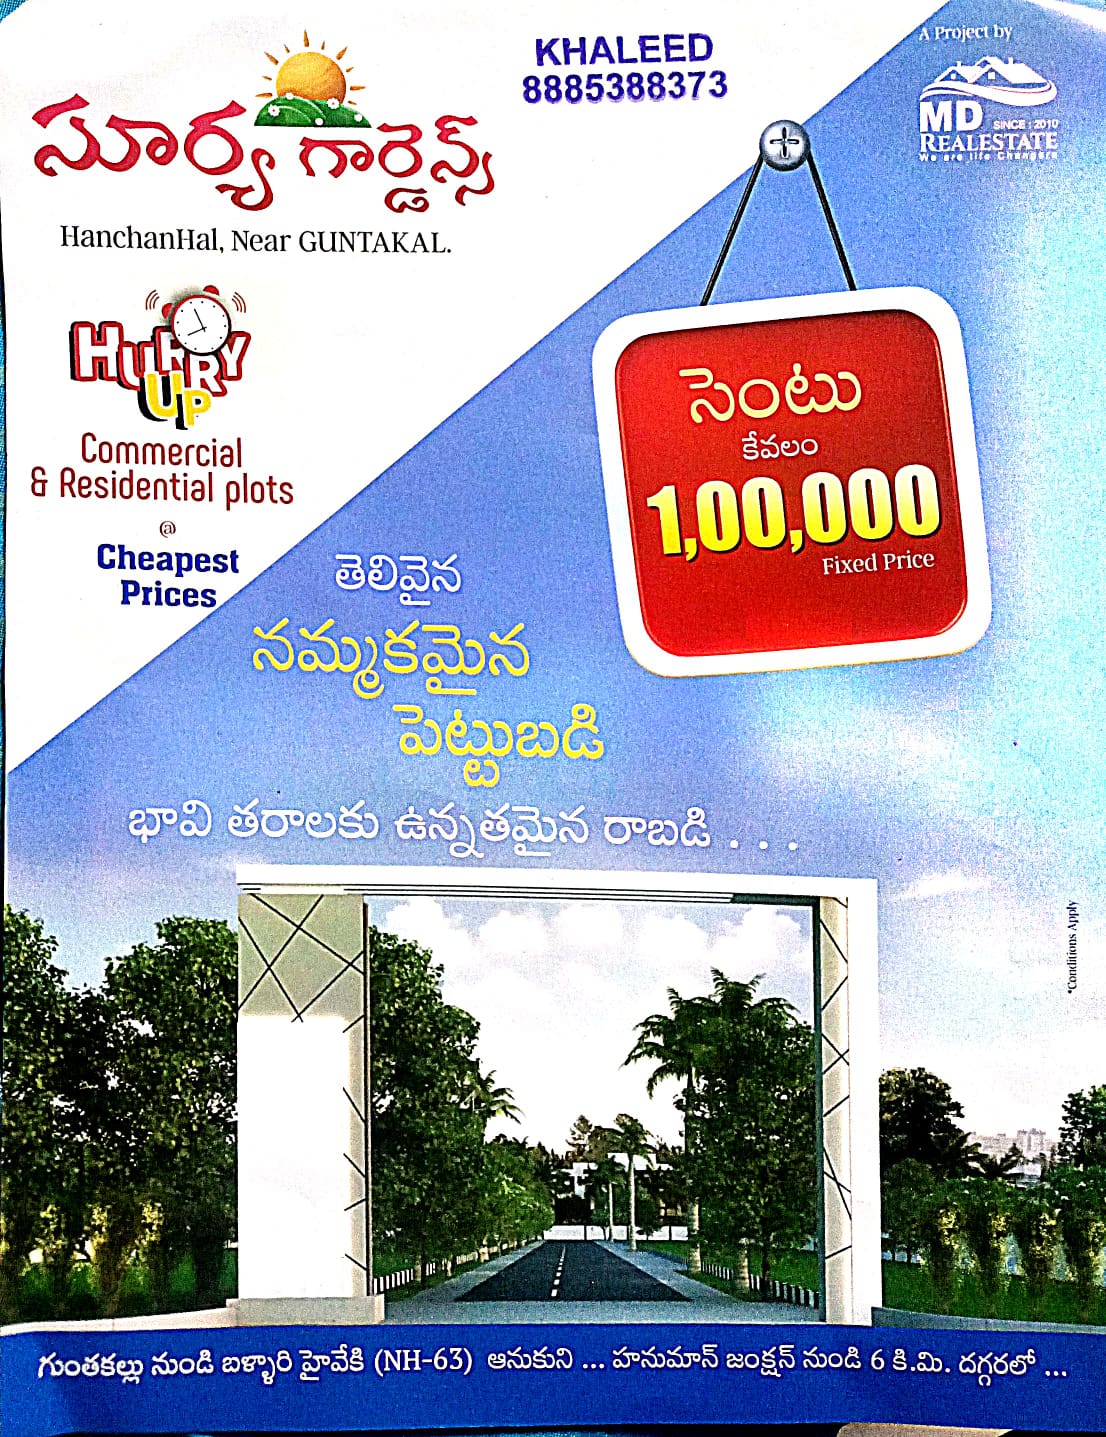 సూర్య గార్డెన్స్
HanchanHal, Near GUNTAKAL.
KHALEED
8885388373
A Project by
MD
SINCE : 2010
REALESTATE
We are life Changers
HURRY
UP
Commercial
& Residential plots
@
Cheapest
Prices
సెంటు
కేవలం
1,00,000
Fixed Price
తెలివైన
నమ్మకమైన
పెట్టుబడి
భావి తరాలకు ఉన్నతమైన రాబడి . . .
*Conditions Apply
గుంతకల్లు నుండి బళ్ళారి హైవేకి (NH-63) ఆనుకుని ... హనుమాన్ జంక్షన్ నుండి 6 కి.మి. దగ్గరలో ...